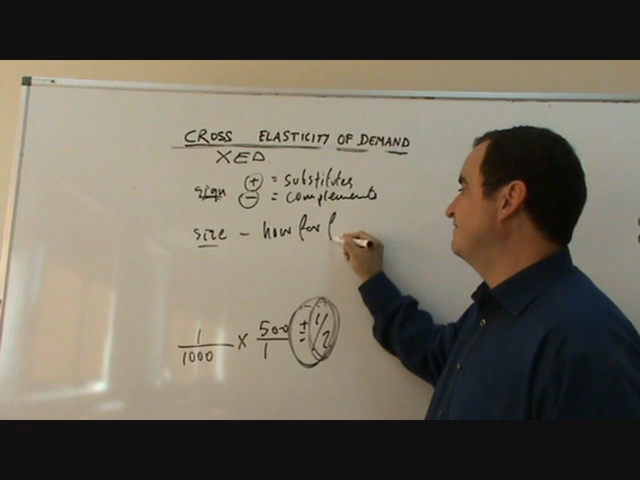 CROSS ELASTICITY OF DEMAND
XED
sign + = substitutes
- = complements
size - how far
1/1000 x 500/1 = + 1/2